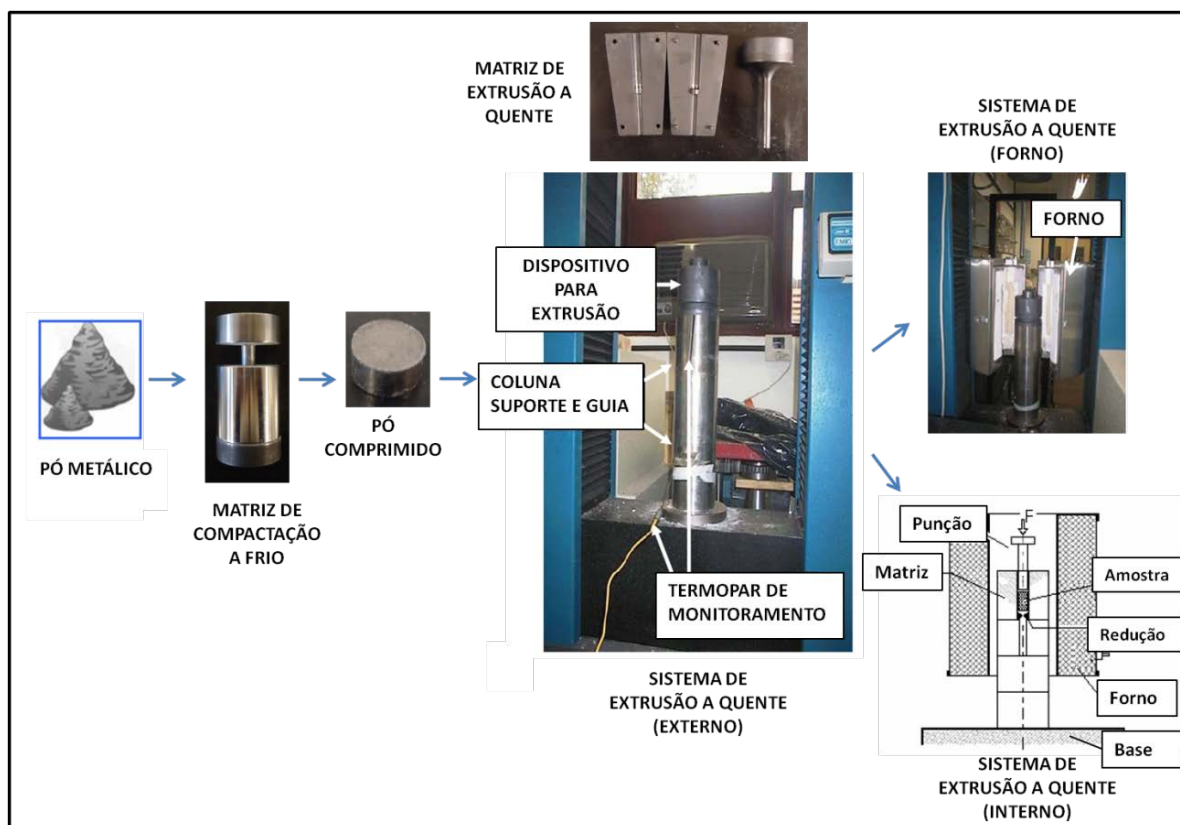 MATRIZ DE
EXTRUSÃO A
QUENTE
SISTEMA DE
EXTRUSÃO A QUENTE
(FORNO)
FORNO
DISPOSITIVO
PARA
EXTRUSÃO
COLUNA
SUPORTE E GUIA
PÓ METÁLICO
MATRIZ DE
COMPACTAÇÃO
A FRIO
PÓ
COMPRIMIDO
TERMOPAR DE
MONITORAMENTO
SISTEMA DE
EXTRUSÃO A QUENTE
(EXTERNO)
F
Punção
Matriz
Amostra
Redução
Forno
Base
SISTEMA DE
EXTRUSÃO A QUENTE
(INTERNO)